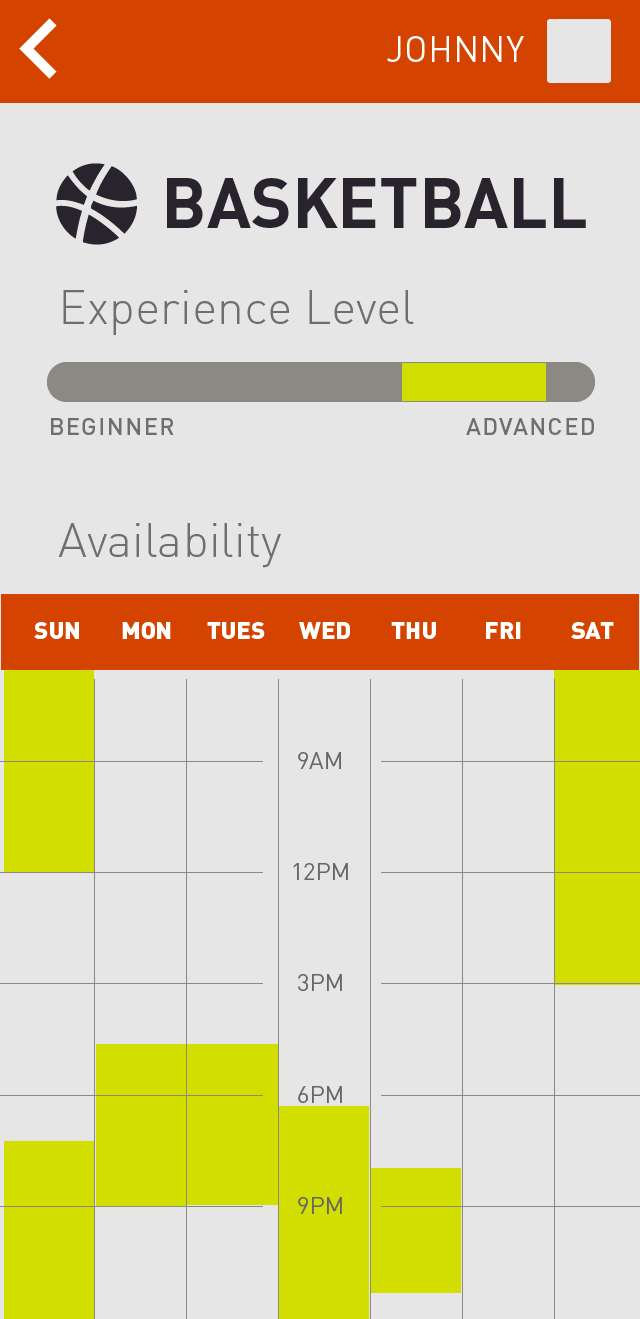 JOHNNY
BASKETBALL
Experience Level
BEGINNER ADVANCED
Availability
SUN MON TUES WED THU FRI SAT
9AM
12PM
3PM
6PM
9PM